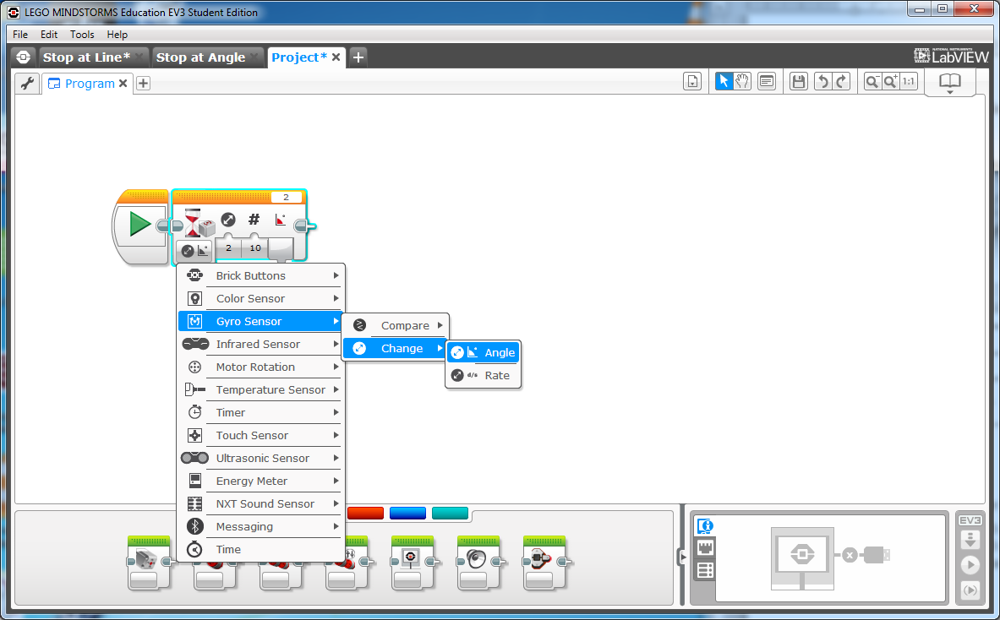 LEGO MINDSTORMS Education EV3 Student Edition
File Edit Tools Help
Stop at Line* Stop at Angle Project*
NATIONAL INSTRUMENTS
LabVIEW
Program
1:1
2
#
2 10
Brick Buttons
Color Sensor
Gyro Sensor
Infrared Sensor
Motor Rotation
Temperature Sensor
Timer
Touch Sensor
Ultrasonic Sensor
Energy Meter
NXT Sound Sensor
Messaging
Time
Compare
Change
Angle
d/s Rate
EV3